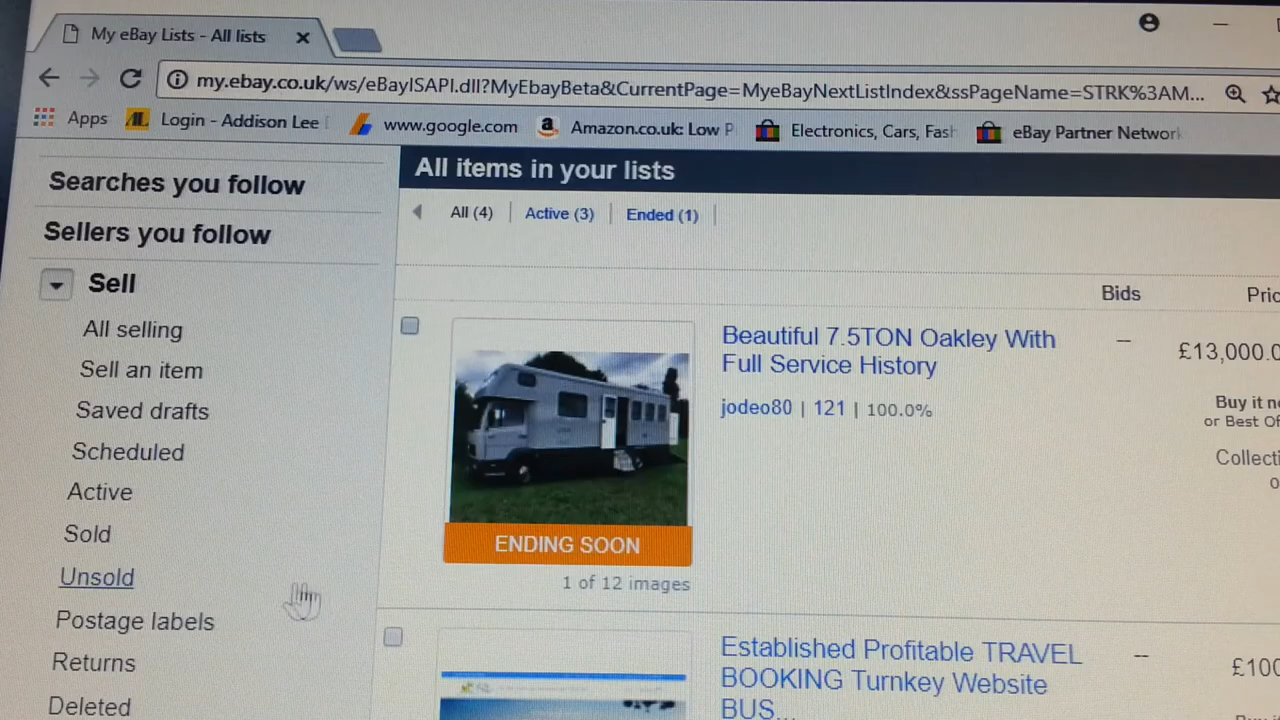 My eBay Lists - All lists
my.ebay.co.uk/ws/eBayISAPI.dll?MyEbayBeta&CurrentPage=MyeBayNextListIndex&ssPageName=STRK%3AM...
Apps
Login - Addison Lee
www.google.com
Amazon.co.uk: Low P
Electronics, Cars, Fash
eBay Partner Network
Searches you follow
Sellers you follow
Sell
All selling
Sell an item
Saved drafts
Scheduled
Active
Sold
Unsold
Postage labels
Returns
Deleted
All items in your lists
All (4)
Active (3)
Ended (1)
Bids
Pric
Beautiful 7.5TON Oakley With
Full Service History
jodeo80 | 121 | 100.0%
–
£13,000.0
Buy it n
or Best Of
Collecti
o
ENDING SOON
1 of 12 images
Established Profitable TRAVEL
BOOKING Turnkey Website
BUS...
--
£100